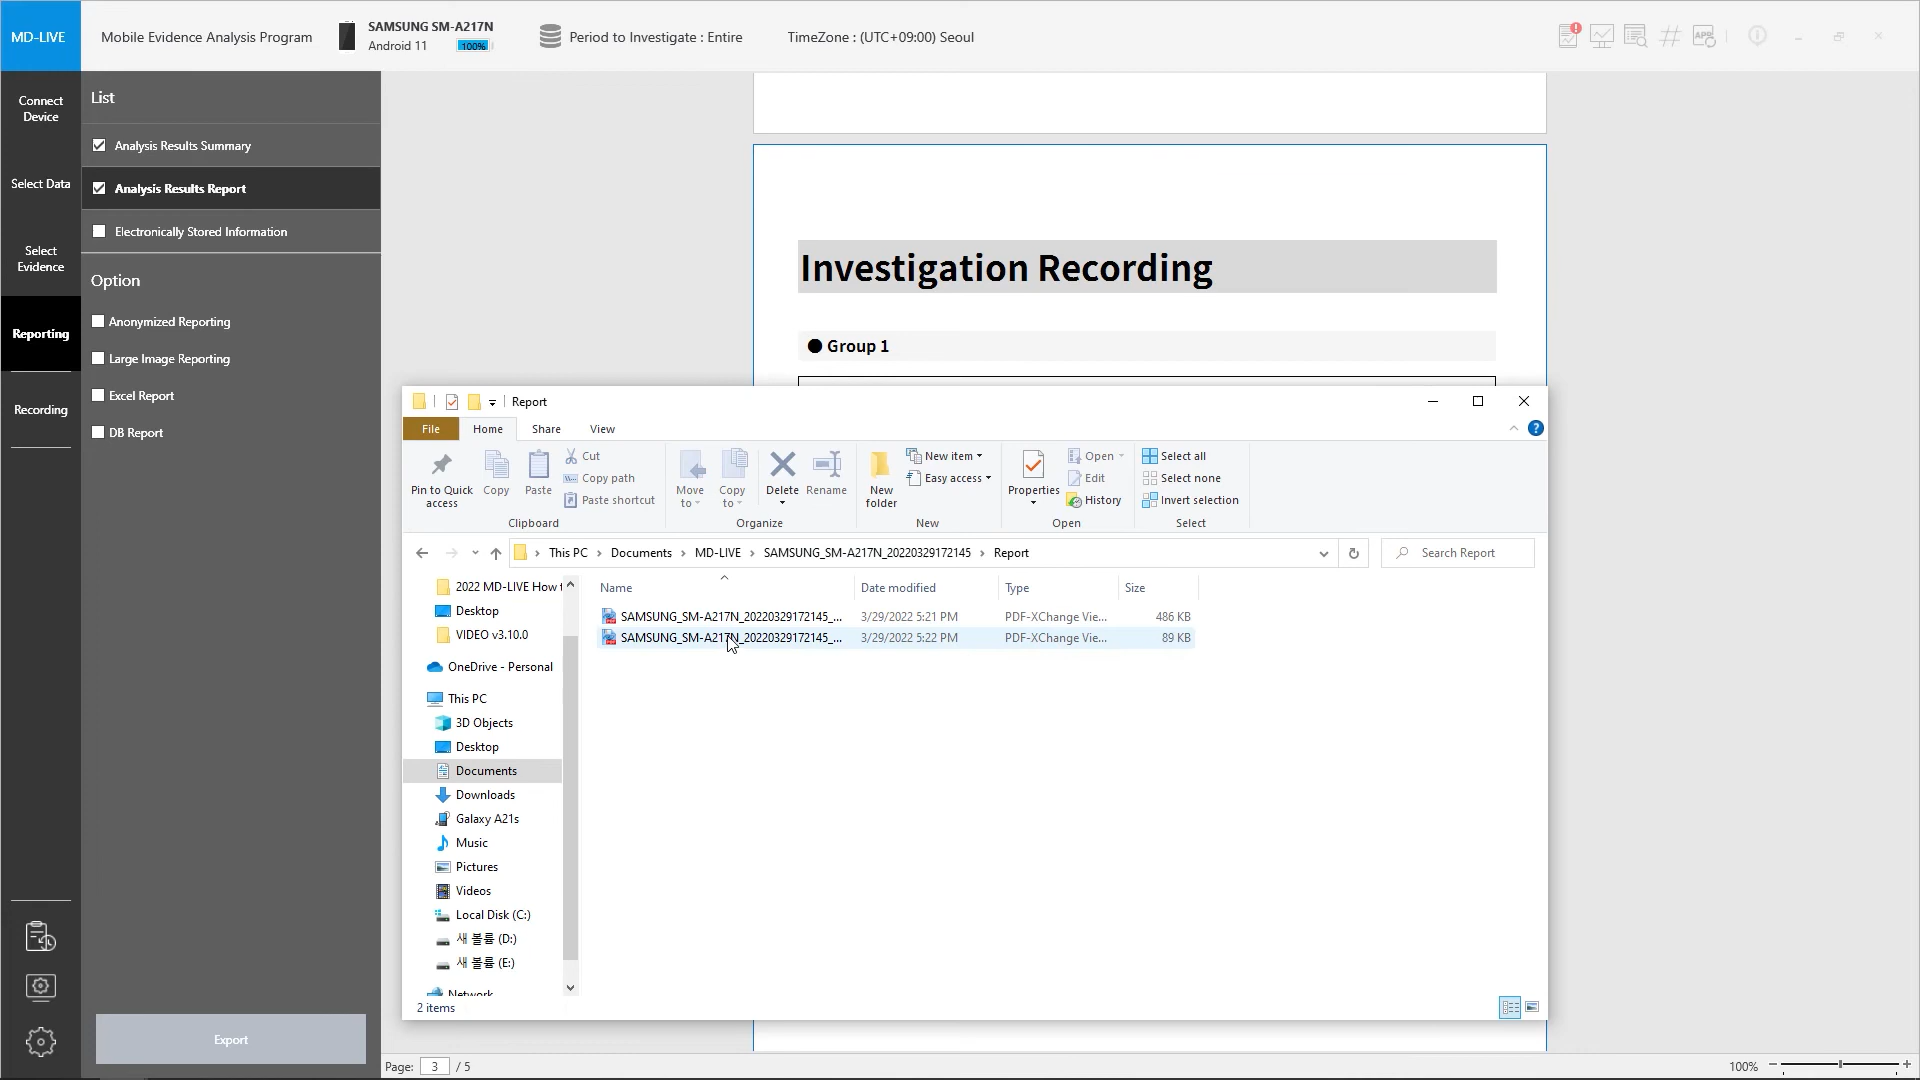 MD-LIVE
Mobile Evidence Analysis Program
SAMSUNG SM-A217N
Android 11
100%
Period to Investigate : Entire
TimeZone : (UTC+09:00) Seoul
!
APP
Connect
Device
Select Data
Select
Evidence
Reporting
Recording
List
Analysis Results Summary
Analysis Results Report
Electronically Stored Information
Option
Anonymized Reporting
Large Image Reporting
Excel Report
DB Report
Export
Investigation Recording
● Group 1
Report
File
Home
Share
View
Pin to Quick
access
Copy
Paste
Cut
Copy path
Paste shortcut
Clipboard
Move
to
Copy
to
Delete
Rename
Organize
New
folder
New item
Easy access
New
Properties
Open
Edit
History
Open
Select all
Select none
Invert selection
Select
This PC › Documents › MD-LIVE › SAMSUNG_SM-A217N_20220329172145 › Report
Search Report
2022 MD-LIVE How t
Desktop
VIDEO v3.10.0
OneDrive - Personal
This PC
3D Objects
Desktop
Documents
Downloads
Galaxy A21s
Music
Pictures
Videos
Local Disk (C:)
새 볼륨 (D:)
새 볼륨 (E:)
Network
Name Date modified Type Size
SAMSUNG_SM-A217N_20220329172145_... 3/29/2022 5:21 PM PDF-XChange Vie... 486 KB
SAMSUNG_SM-A217N_20220329172145_... 3/29/2022 5:22 PM PDF-XChange Vie... 89 KB
2 items
Page: 3 / 5
100%